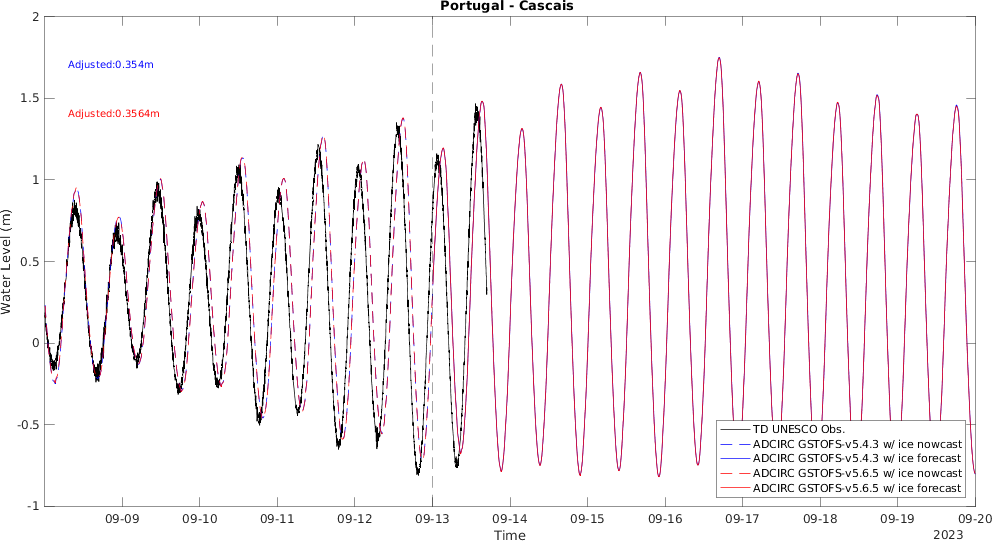 Portugal - Cascais
Adjusted:0.354m
Adjusted:0.3564m
Water Level (m)
2
1.5
1
0.5
0
-0.5
-1
TD UNESCO Obs.
ADCIRC GSTOFS-v5.4.3 w/ ice nowcast
ADCIRC GSTOFS-v5.4.3 w/ ice forecast
ADCIRC GSTOFS-v5.6.5 w/ ice nowcast
ADCIRC GSTOFS-v5.6.5 w/ ice forecast
09-09 09-10 09-11 09-12 09-13 09-14 09-15 09-16 09-17 09-18 09-19 09-20
Time
2023